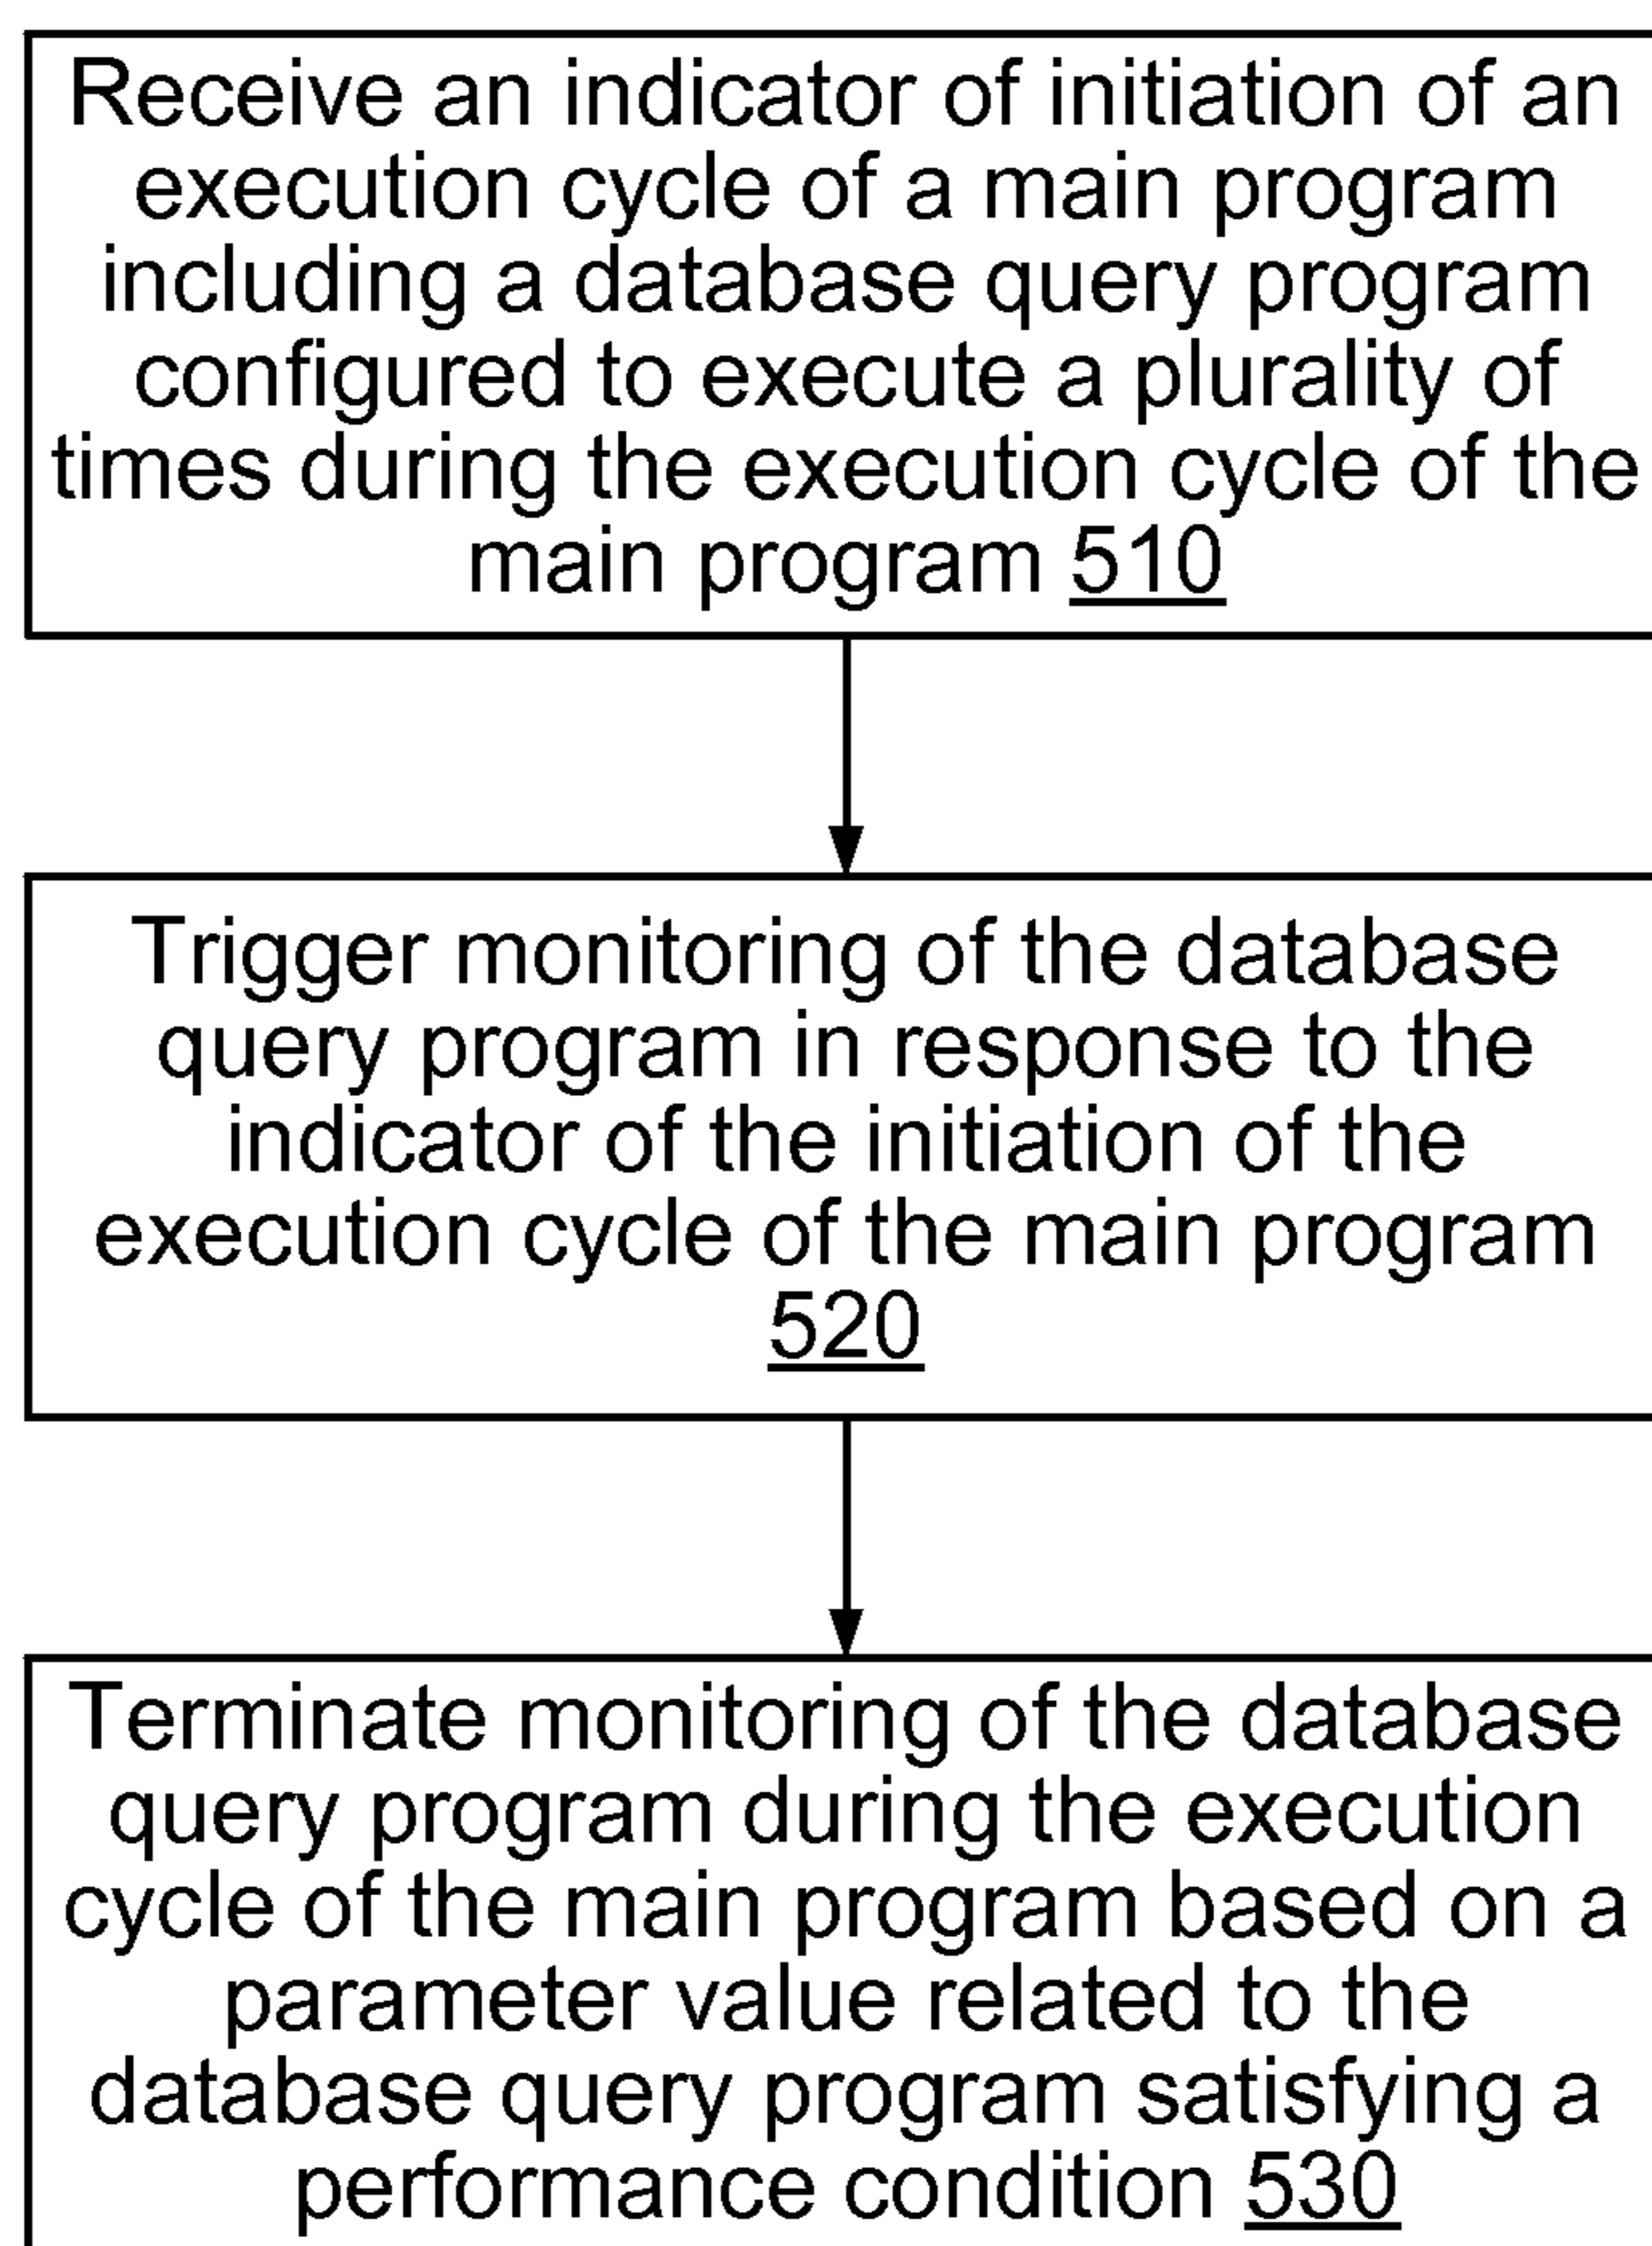 Receive an indicator of initiation of an
execution cycle of a main program
including a database query program
configured to execute a plurality of
times during the execution cycle of the
main program 510
Trigger monitoring of the database
query program in response to the
indicator of the initiation of the
execution cycle of the main program
520
Terminate monitoring of the database
query program during the execution
cycle of the main program based on a
parameter value related to the
database query program satisfying a
performance condition 530